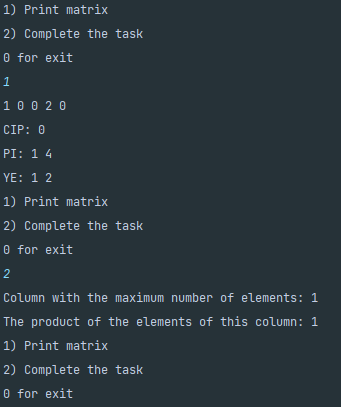 1) Print matrix
2) Complete the task
0 for exit
1
1 0 0 2 0
CIP: 0
PI: 1 4
YE: 1 2
1) Print matrix
2) Complete the task
0 for exit
2
Column with the maximum number of elements: 1
The product of the elements of this column: 1
1) Print matrix
2) Complete the task
0 for exit